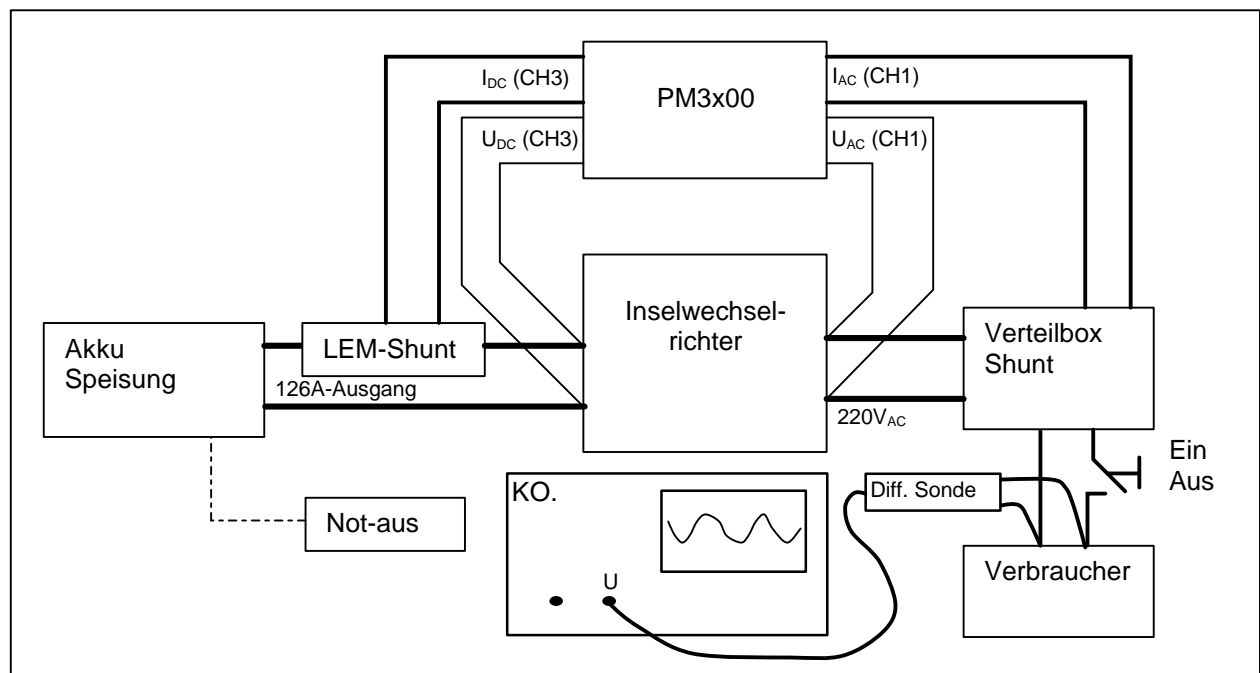 I_DC (CH3)
PM3x00
I_AC (CH1)
U_DC (CH3)
U_AC (CH1)
Akku
Speisung
LEM-Shunt
126A-Ausgang
Inselwechsel-
richter
220V_AC
Verteilbox
Shunt
Ein
Aus
Not-aus
KO.
U
Diff. Sonde
Verbraucher